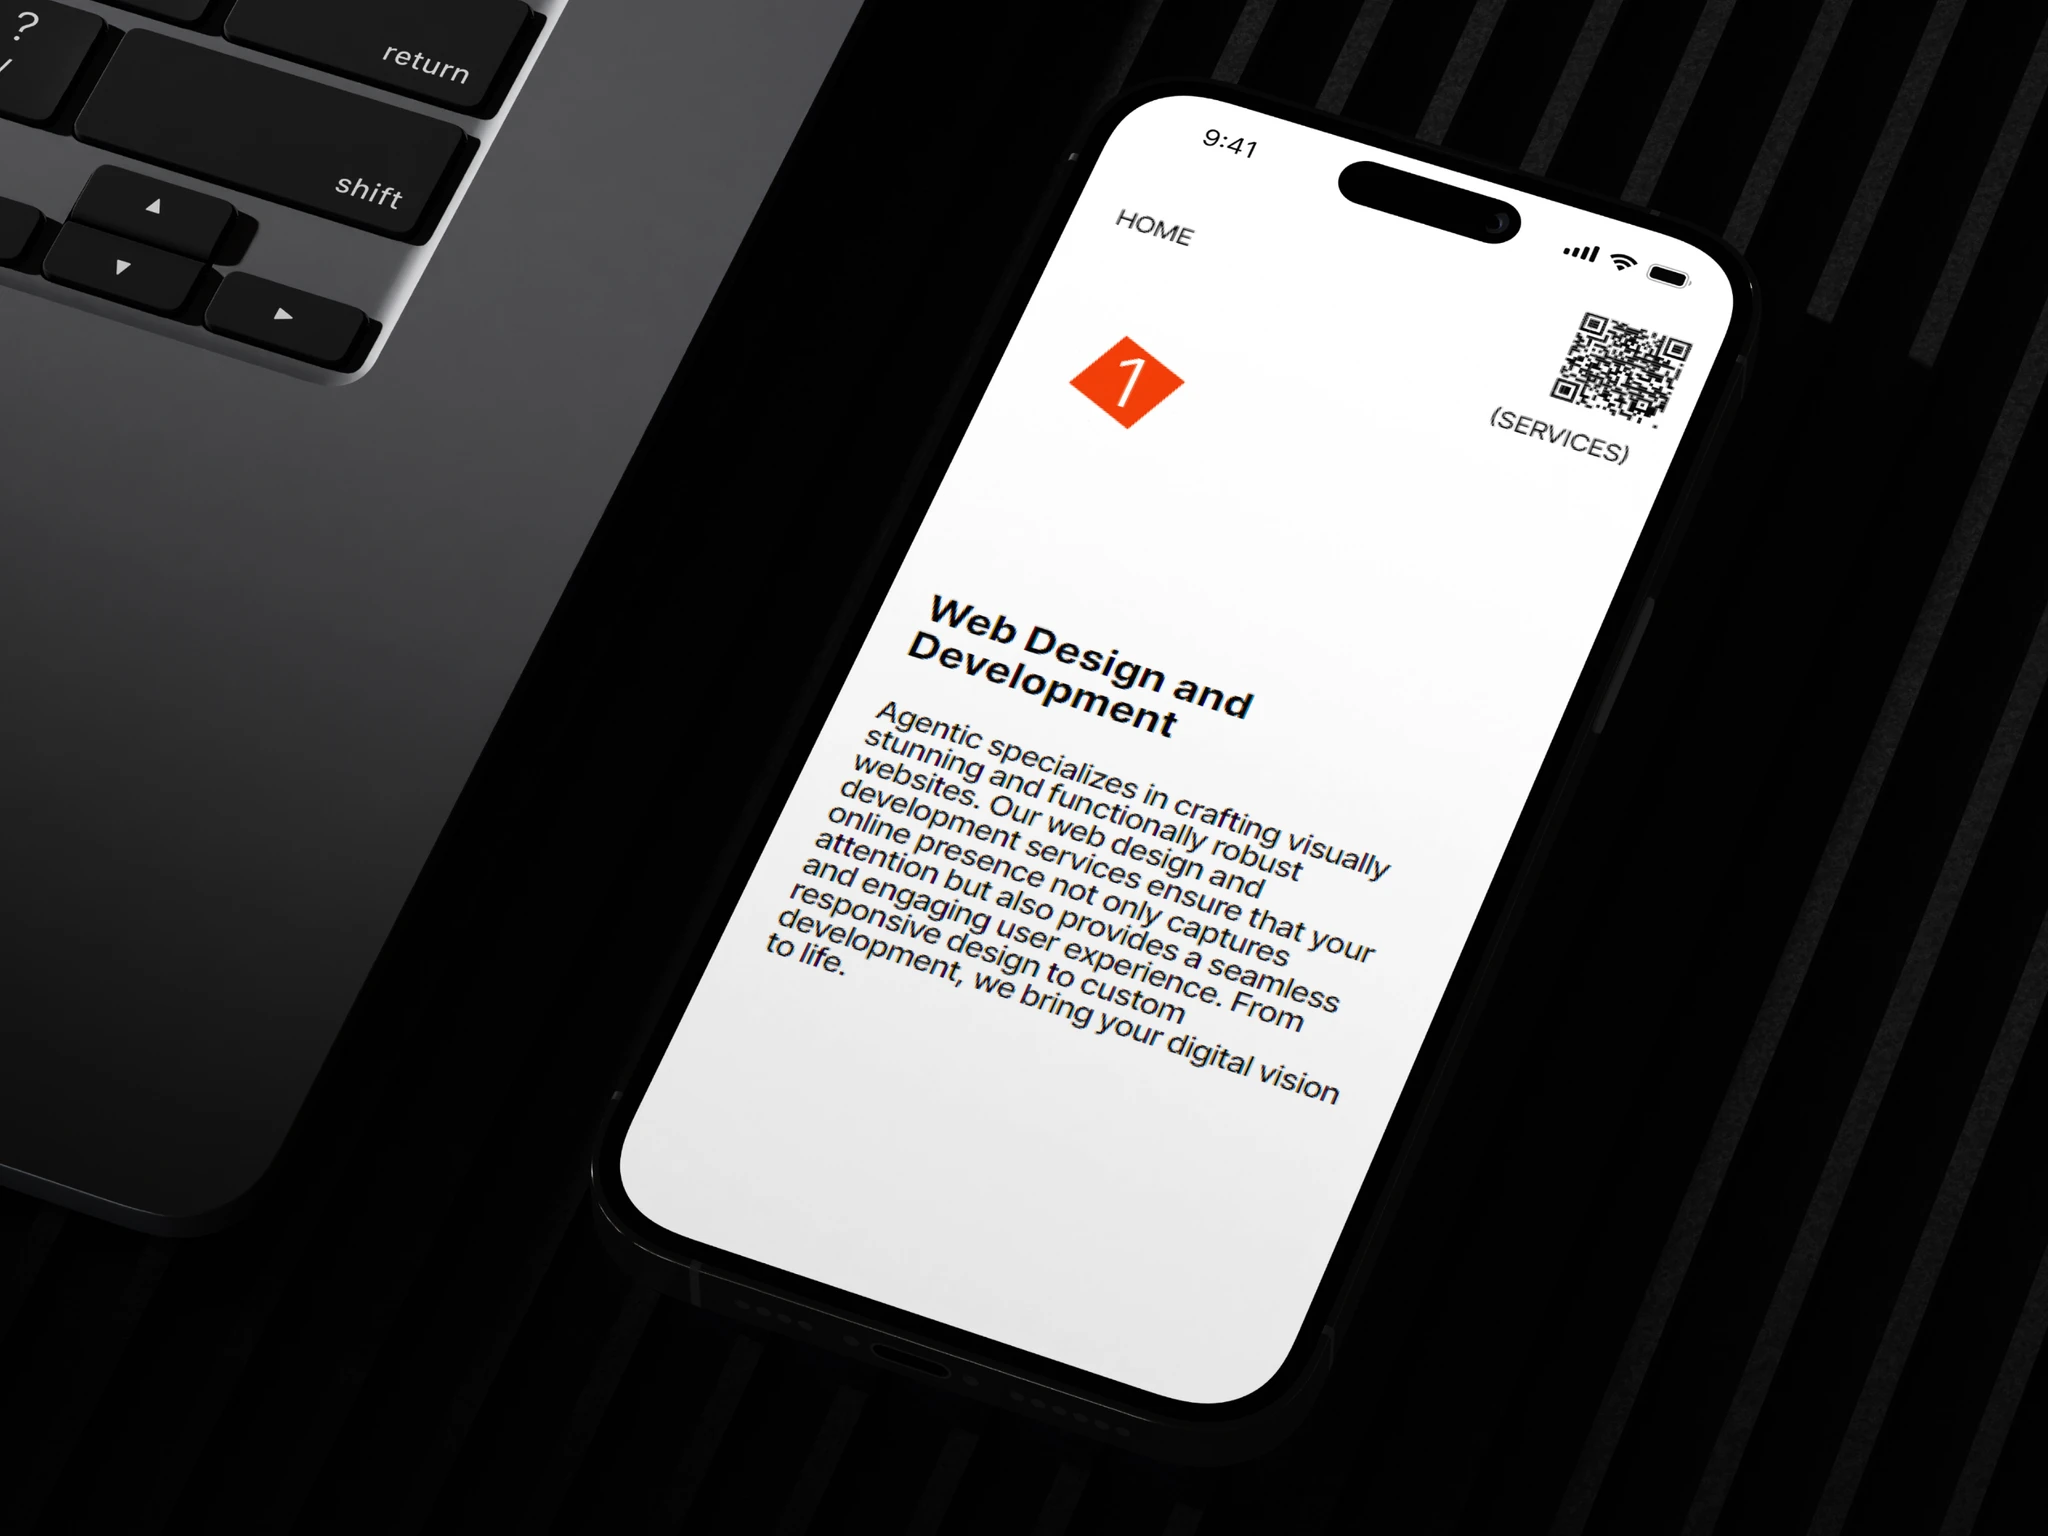 ?
/
return
shift
9:41
HOME
1
(SERVICES)
Web Design and
Development
Agentic specializes in crafting visually
stunning and functionally robust
websites. Our web design and
development services ensure that your
online presence not only captures
attention but also provides a seamless
and engaging user experience. From
responsive design to custom
development, we bring your digital vision
to life.